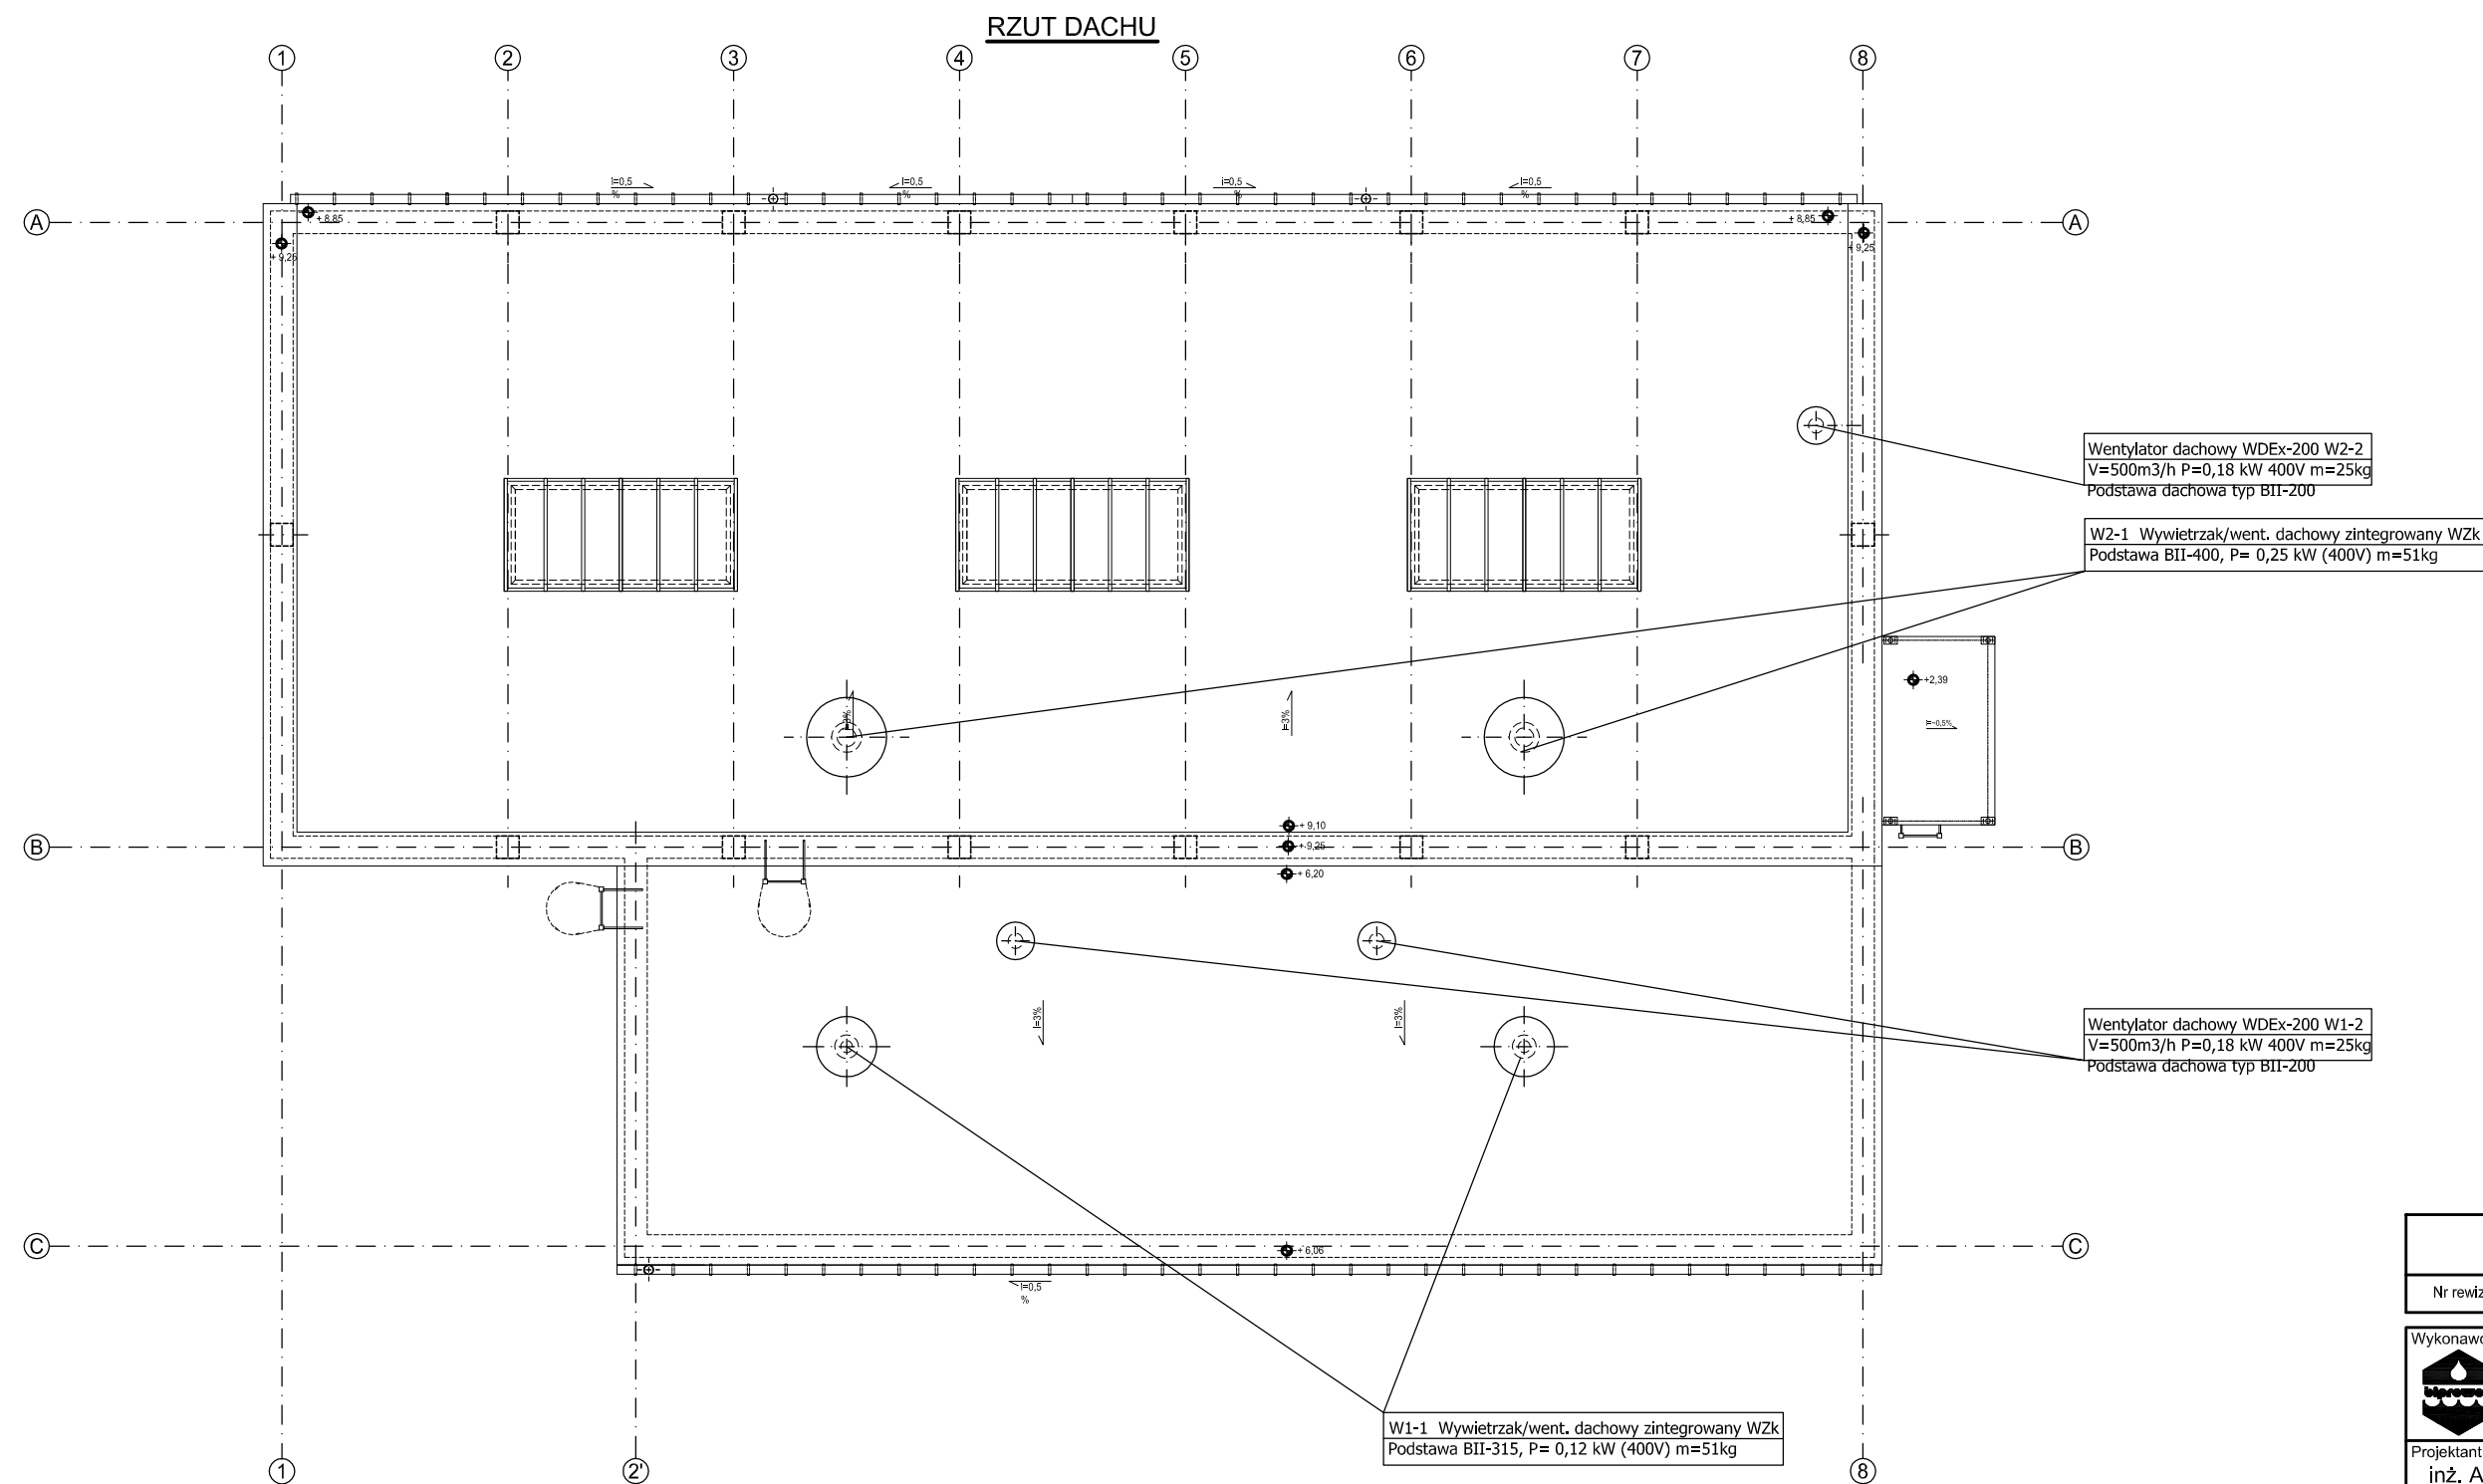 RZUT DACHU
1 2 3 4 5 6 7 8
I=0,5 %
I=0,5 %
i=0,5 %
I=0,5 %
A
A
+ 8,85
+ 8,85
+ 9,25
+ 9,25
Wentylator dachowy WDEx-200 W2-2
V=500m3/h P=0,18 kW 400V m=25kg
Podstawa dachowa typ BII-200
W2-1 Wywietrzak/went. dachowy zintegrowany WZk
Podstawa BII-400, P= 0,25 kW (400V) m=51kg
+2,39
I=3%
I=~0,5%
+ 9,10
B
+ 9,25
B
+ 6,20
I=3%
I=3%
Wentylator dachowy WDEx-200 W1-2
V=500m3/h P=0,18 kW 400V m=25kg
Podstawa dachowa typ BII-200
C
+ 6,06
C
I=0,5 %
Nr rewiz
Wykonawc
W1-1 Wywietrzak/went. dachowy zintegrowany WZk
Podstawa BII-315, P= 0,12 kW (400V) m=51kg
Projektant
inż. A
1 2' 8